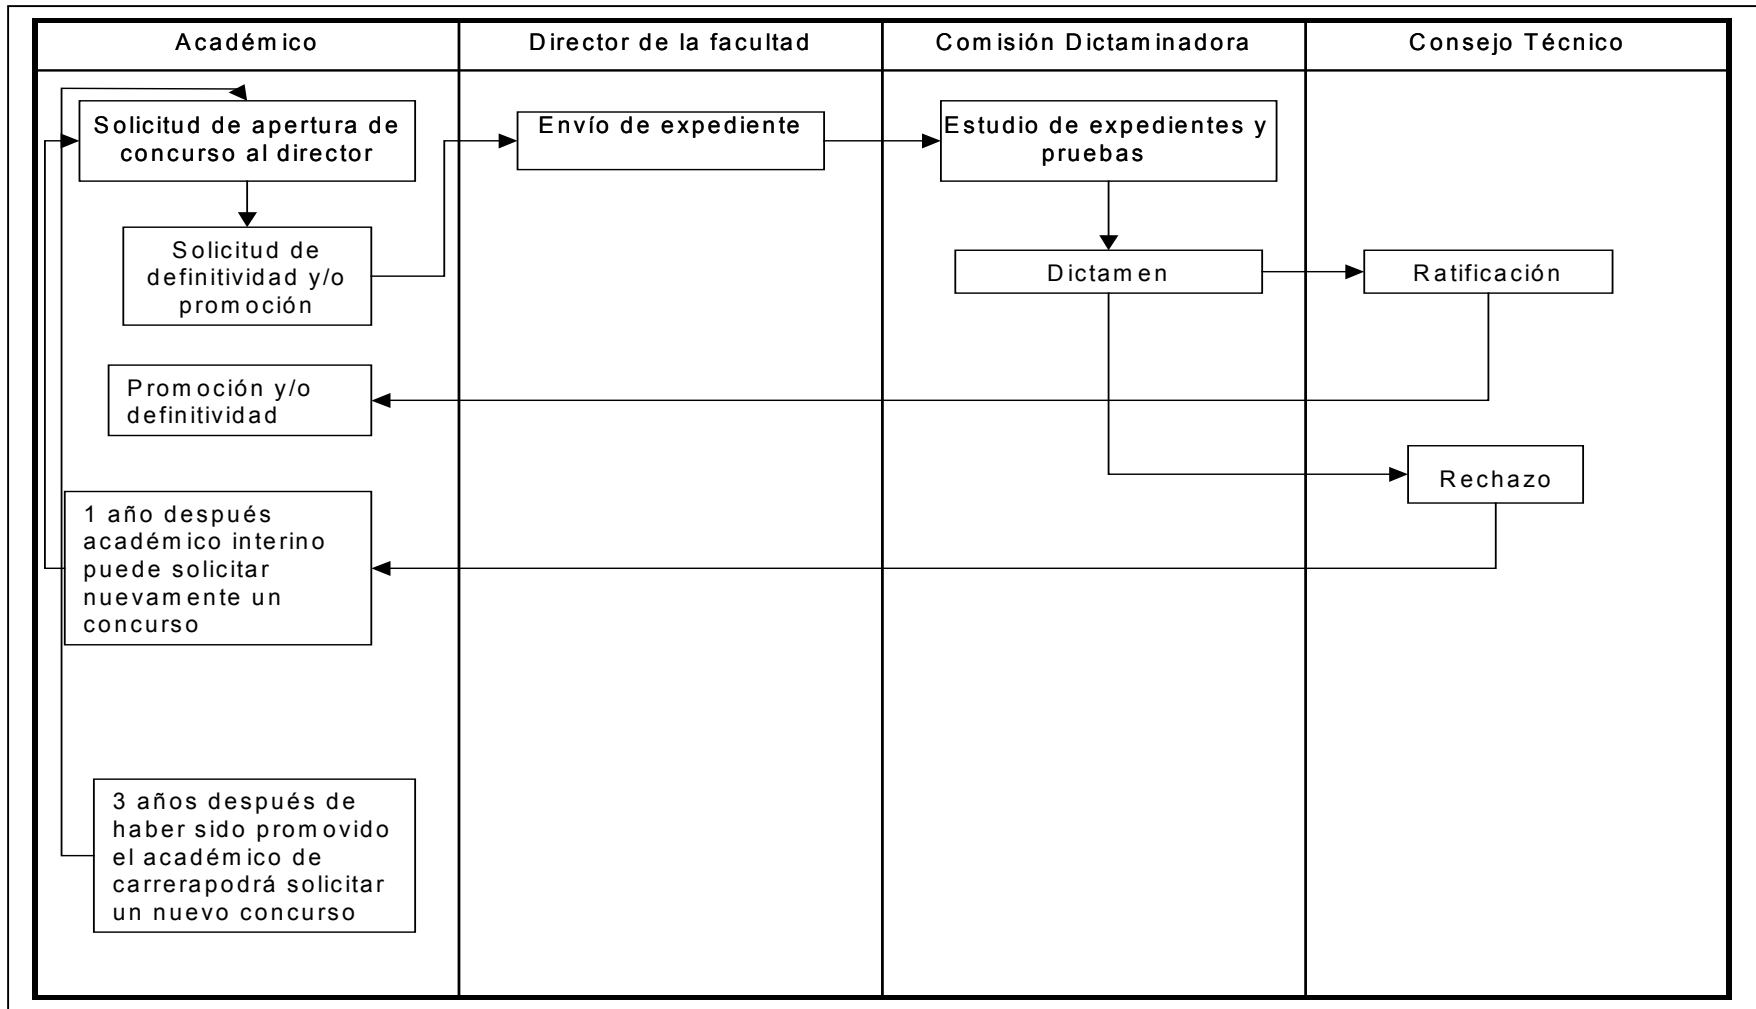 Académico
Director de la facultad
Comisión Dictaminadora
Consejo Técnico
Solicitud de apertura de
concurso al director
Envío de expediente
Estudio de expedientes y
pruebas
Solicitud de
definitividad y/o
promoción
Dictamen
Ratificación
Promoción y/o
definitividad
Rechazo
1 año después
académico interino
puede solicitar
nuevamente un
concurso
3 años después de
haber sido promovido
el académico de
carrerapodrá solicitar
un nuevo concurso